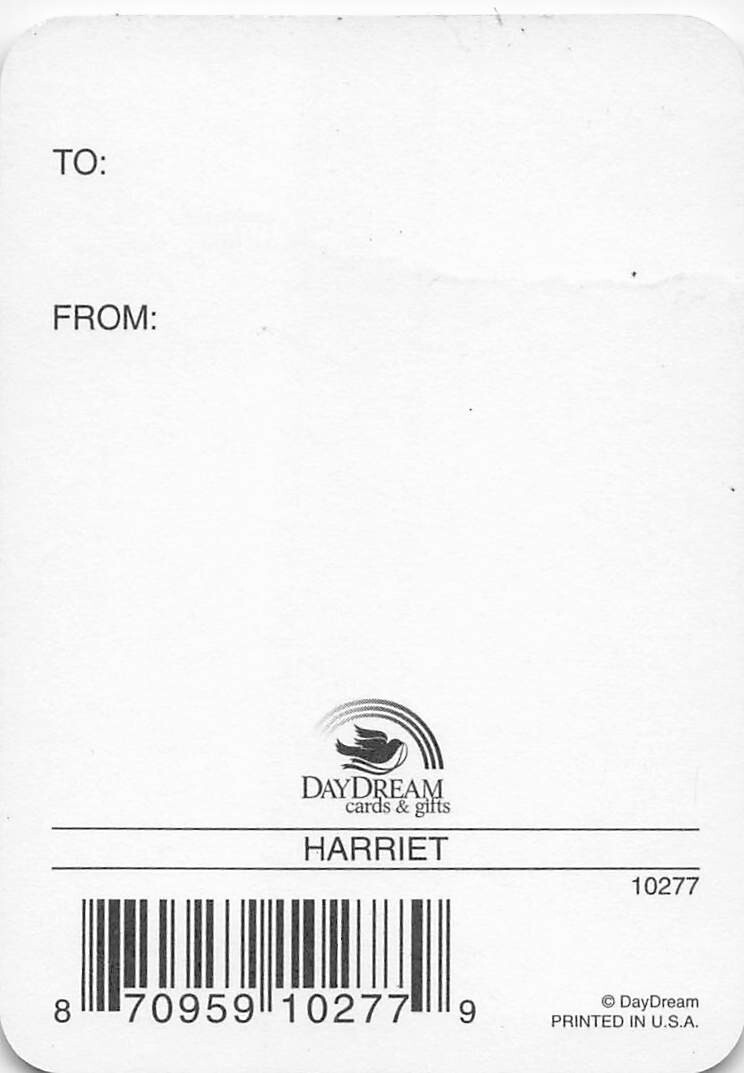 TO:
FROM:
DAYDREAM
cards & gifts
HARRIET
10277
8 70959 10277 9
© DayDream
PRINTED IN U.S.A.